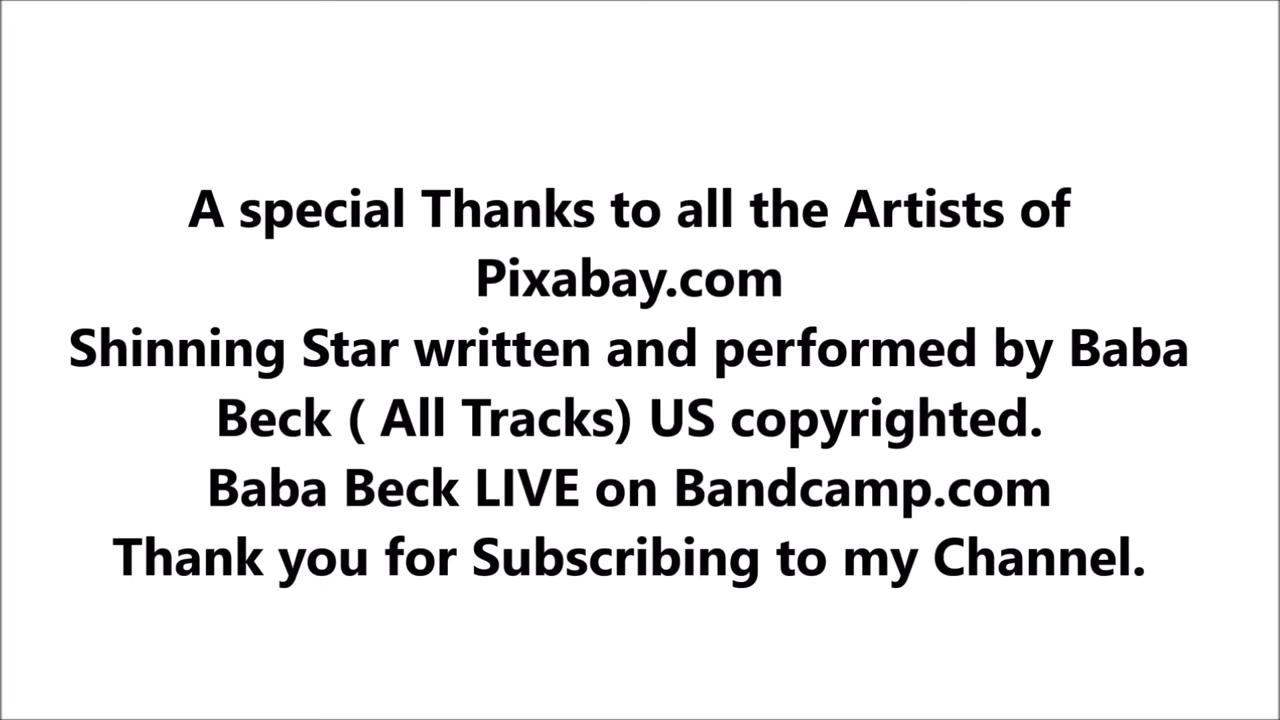 A special Thanks to all the Artists of
Pixabay.com
Shinning Star written and performed by Baba
Beck ( All Tracks) US copyrighted.
Baba Beck LIVE on Bandcamp.com
Thank you for Subscribing to my Channel.